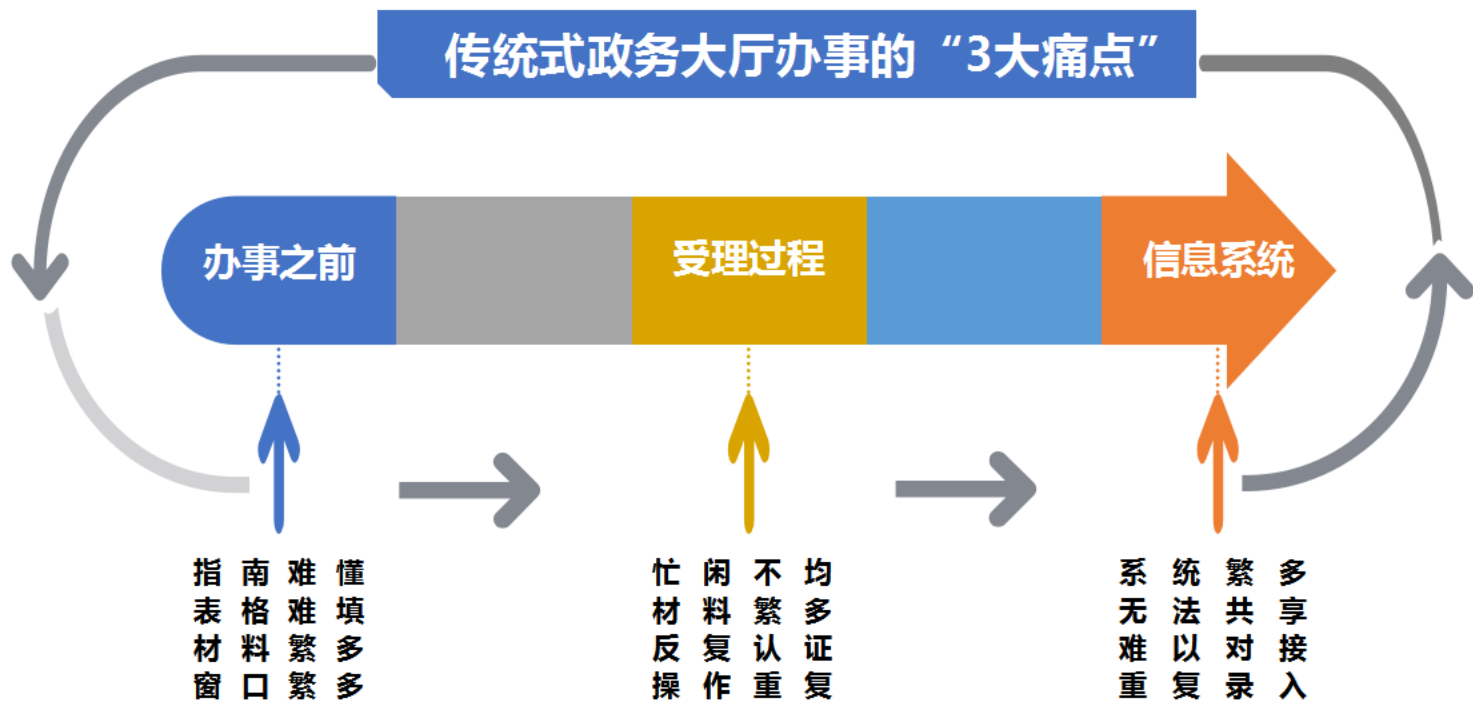 传统式政务大厅办事的“3大痛点”
办事之前
受理过程
信息系统
指南难懂
表格难填
材料繁多
窗口繁多
忙闲不均
材料繁多
反复认证
操作重复
系统繁多
无法共享
难以对接
重复录入